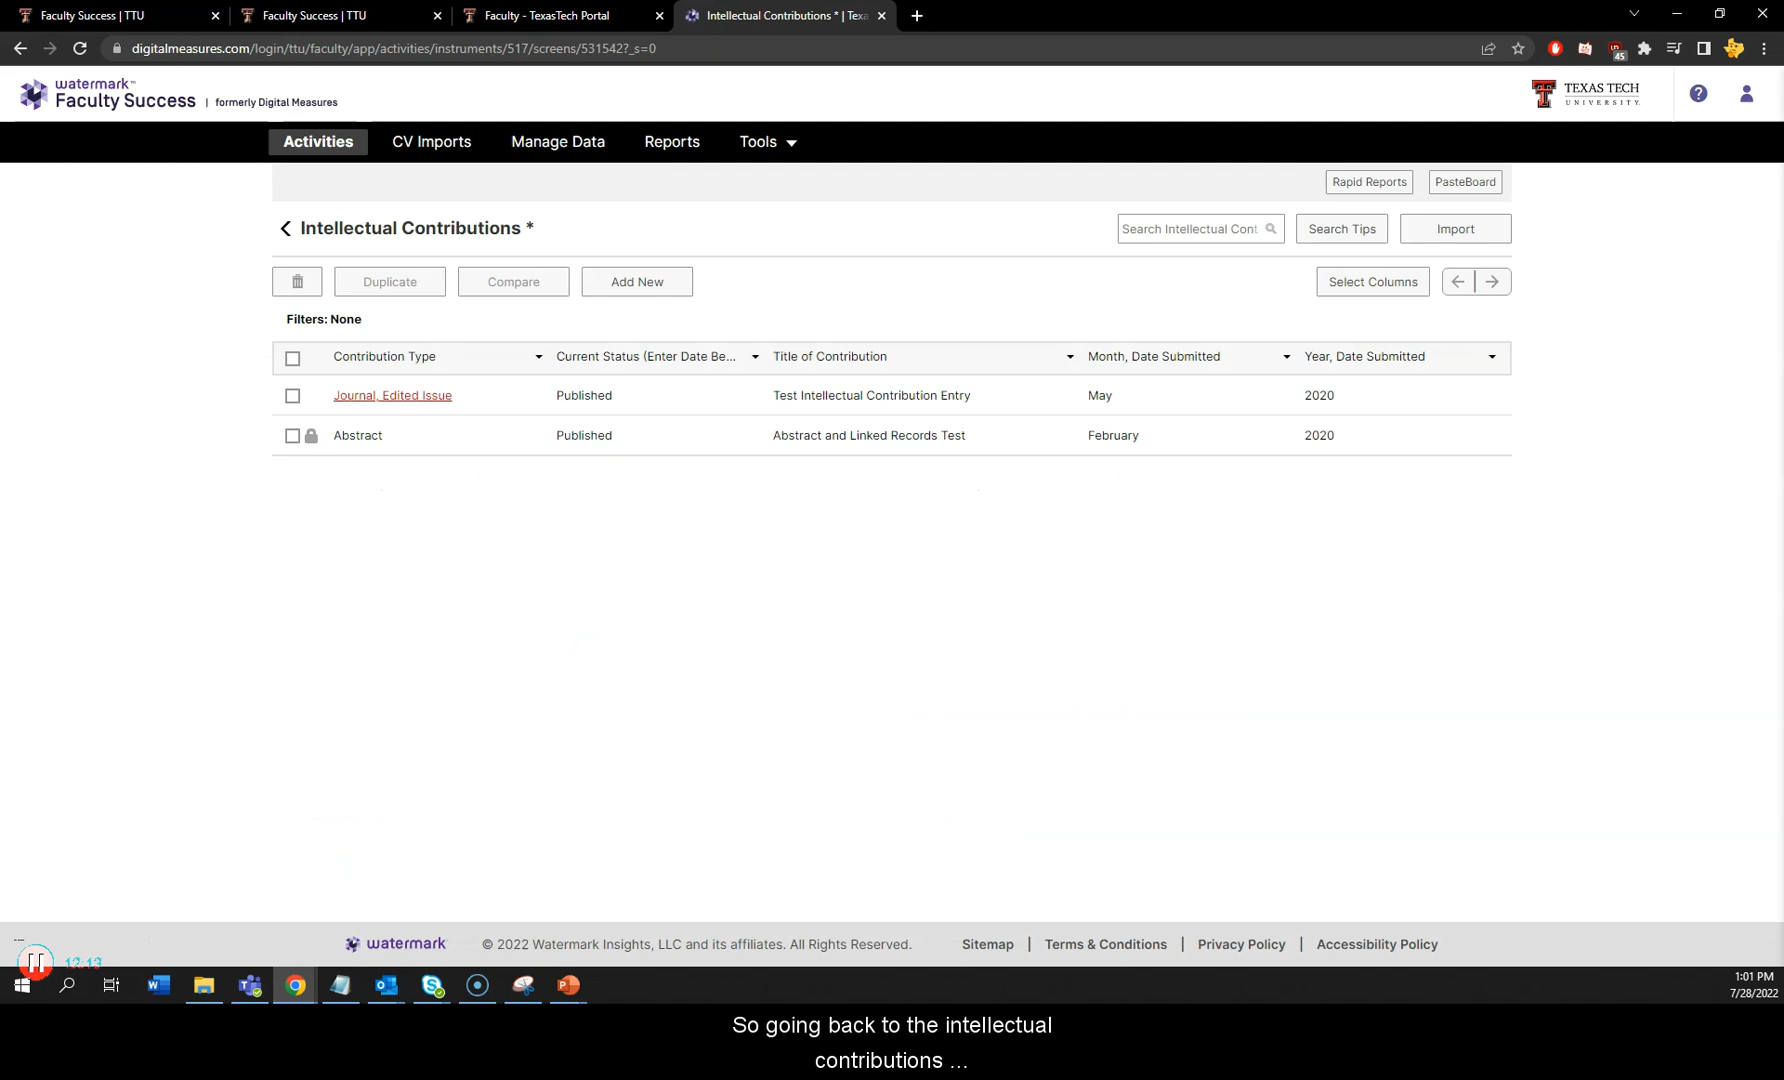 Faculty Success | TTU
Faculty Success | TTU
Faculty - TexasTech Portal
Intellectual Contributions * | Texa
digitalmeasures.com/login/ttu/faculty/app/activities/instruments/517/screens/531542?_s=0
45
watermark™
Faculty Success | formerly Digital Measures
TEXAS TECH
UNIVERSITY.
Activities
CV Imports
Manage Data
Reports
Tools
Rapid Reports
PasteBoard
Intellectual Contributions *
Search Intellectual Cont
Search Tips
Import
Duplicate
Compare
Add New
Select Columns
Filters: None
Contribution Type
Current Status (Enter Date Be...
Title of Contribution
Month, Date Submitted
Year, Date Submitted
Journal, Edited Issue
Published
Test Intellectual Contribution Entry
May
2020
Abstract
Published
Abstract and Linked Records Test
February
2020
watermark
© 2022 Watermark Insights, LLC and its affiliates. All Rights Reserved.
Sitemap | Terms & Conditions | Privacy Policy | Accessibility Policy
12:13
1:01 PM
7/28/2022
So going back to the intellectual
contributions ...